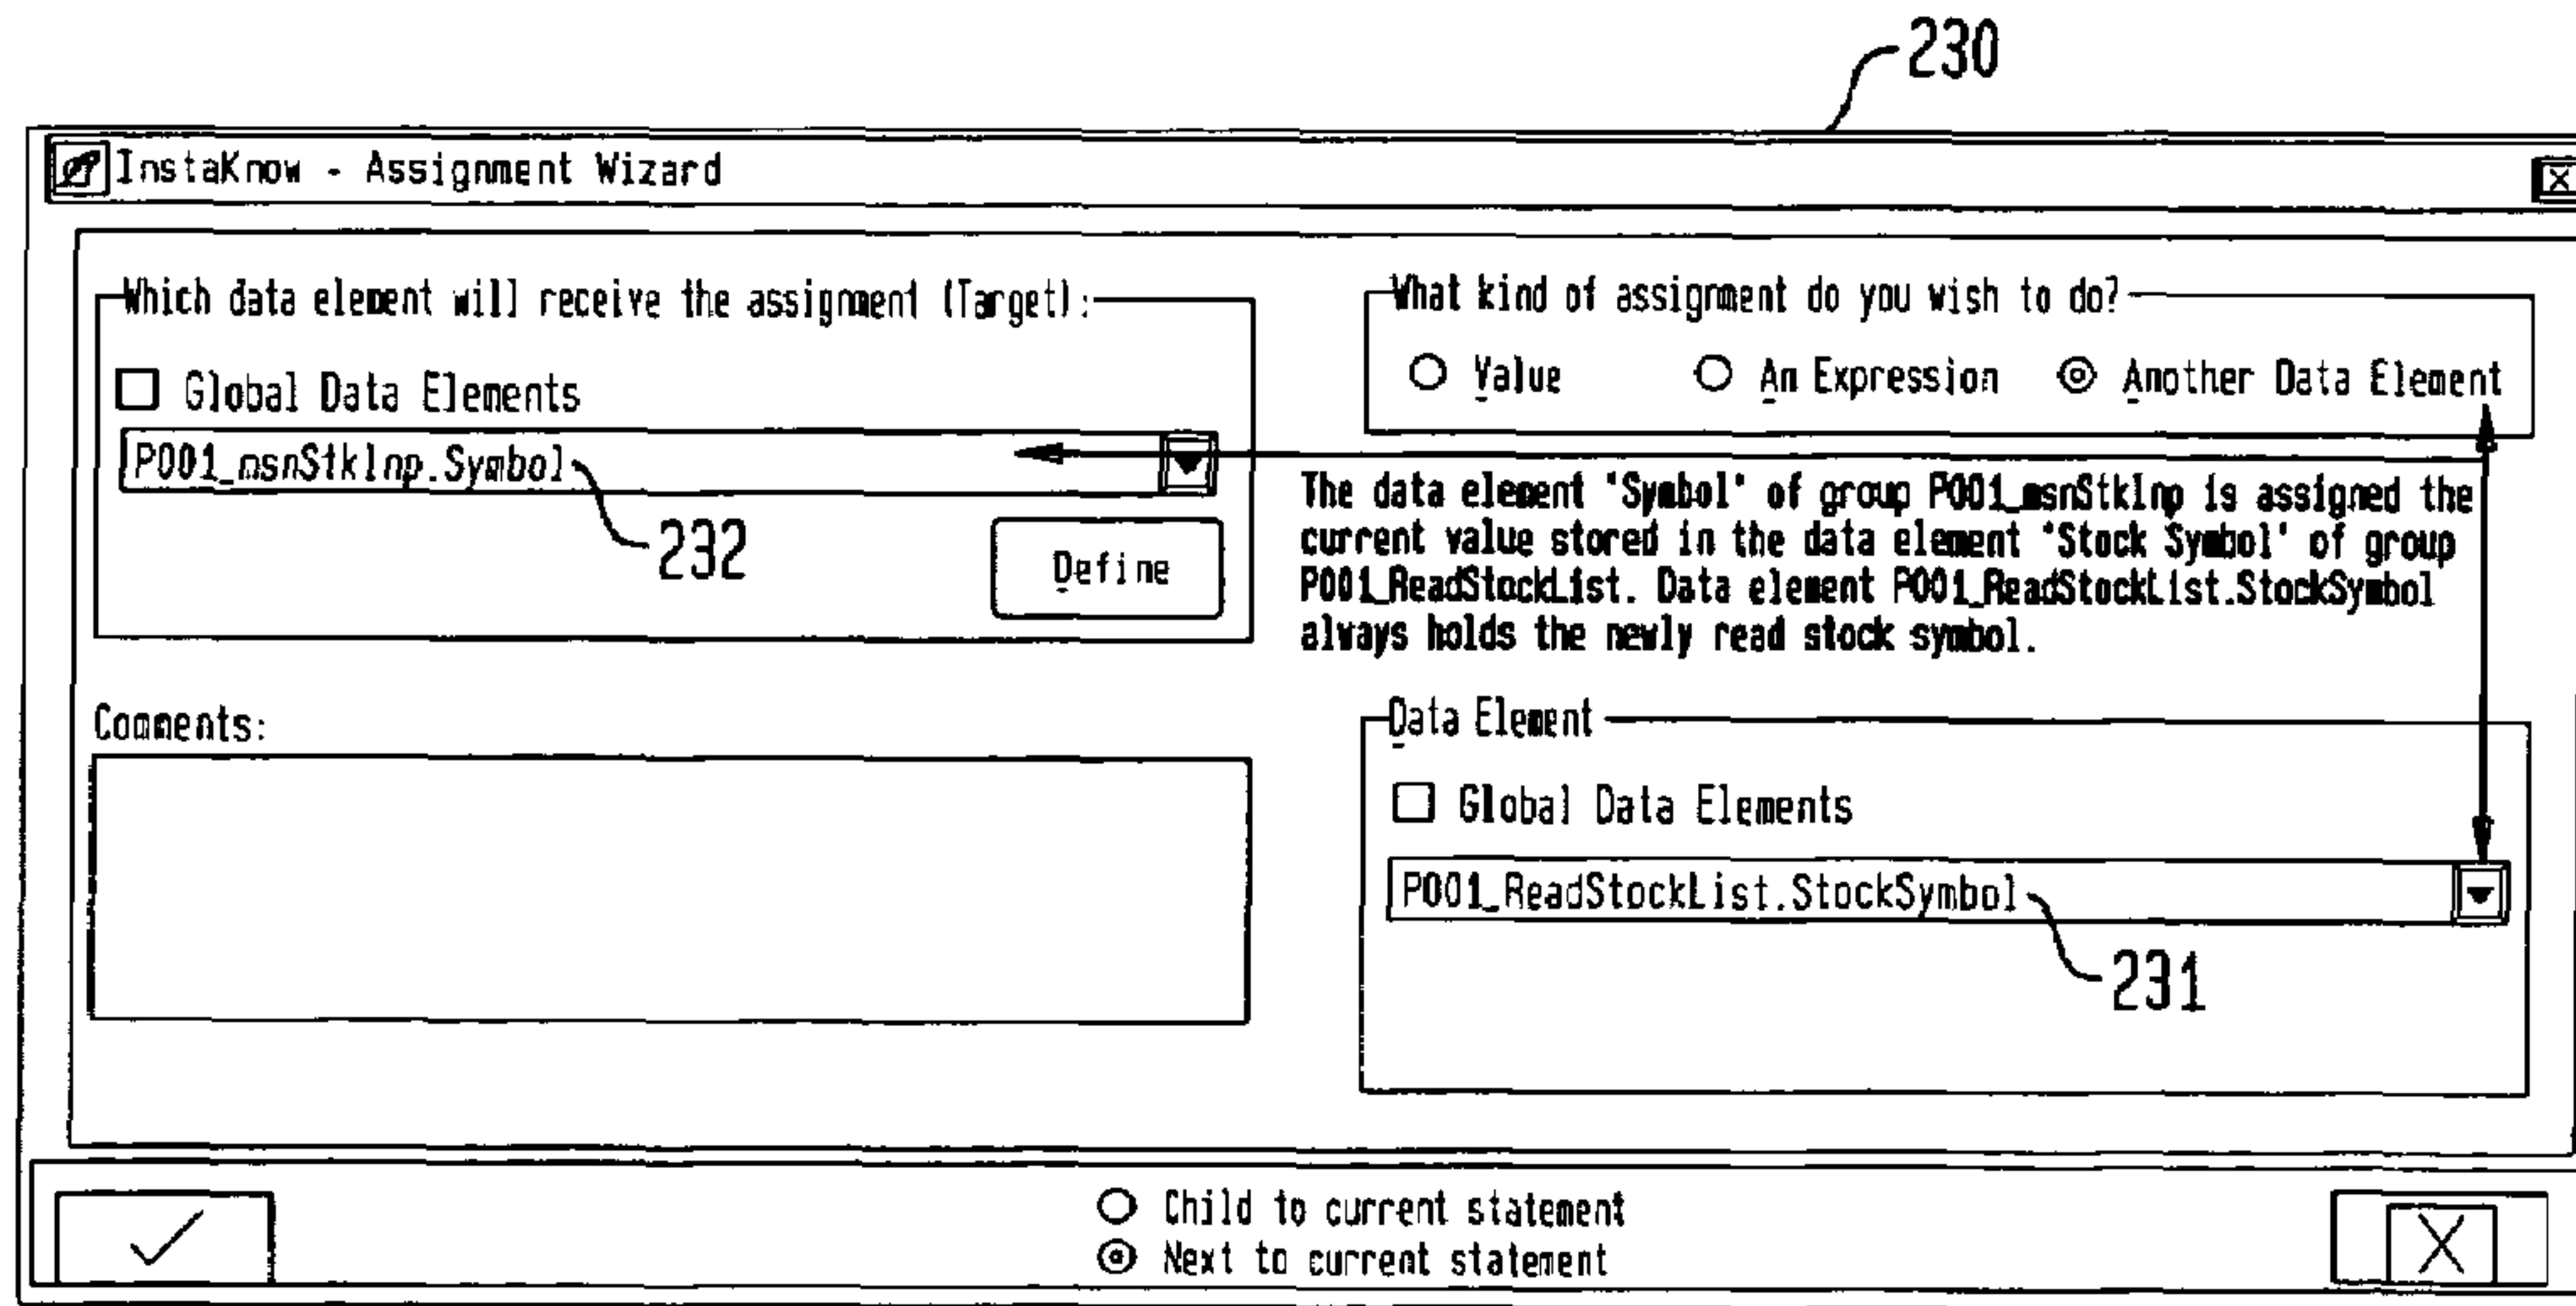 230
InstaKnow - Assignment Wizard
Which data element will receive the assignment (Target):
Global Data Elements
P001_msnStkInp.Symbol
232
Define
What kind of assignment do you wish to do?
Value An Expression Another Data Element
The data element 'Symbol' of group P001_msnStkInp is assigned the
current value stored in the data element 'Stock Symbol' of group
P001_ReadStockList. Data element P001_ReadStockList.StockSymbol
always holds the newly read stock symbol.
Comments:
Data Element
Global Data Elements
P001_ReadStockList.StockSymbol
231
Child to current statement
Next to current statement